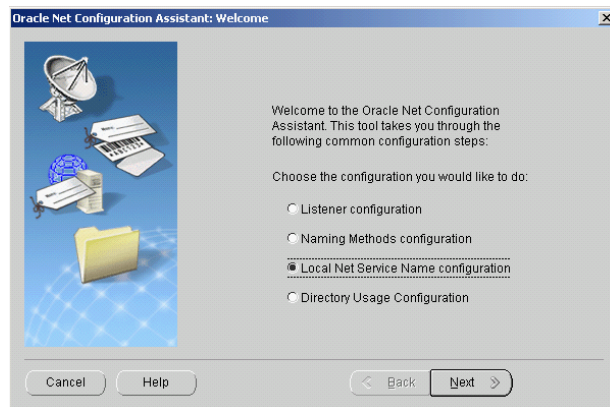 Oracle Net Configuration Assistant: Welcome
Welcome to the Oracle Net Configuration
Assistant. This tool takes you through the
following common configuration steps:
Choose the configuration you would like to do:
Listener configuration
Naming Methods configuration
Local Net Service Name configuration
Directory Usage Configuration
Cancel
Help
Back
Next